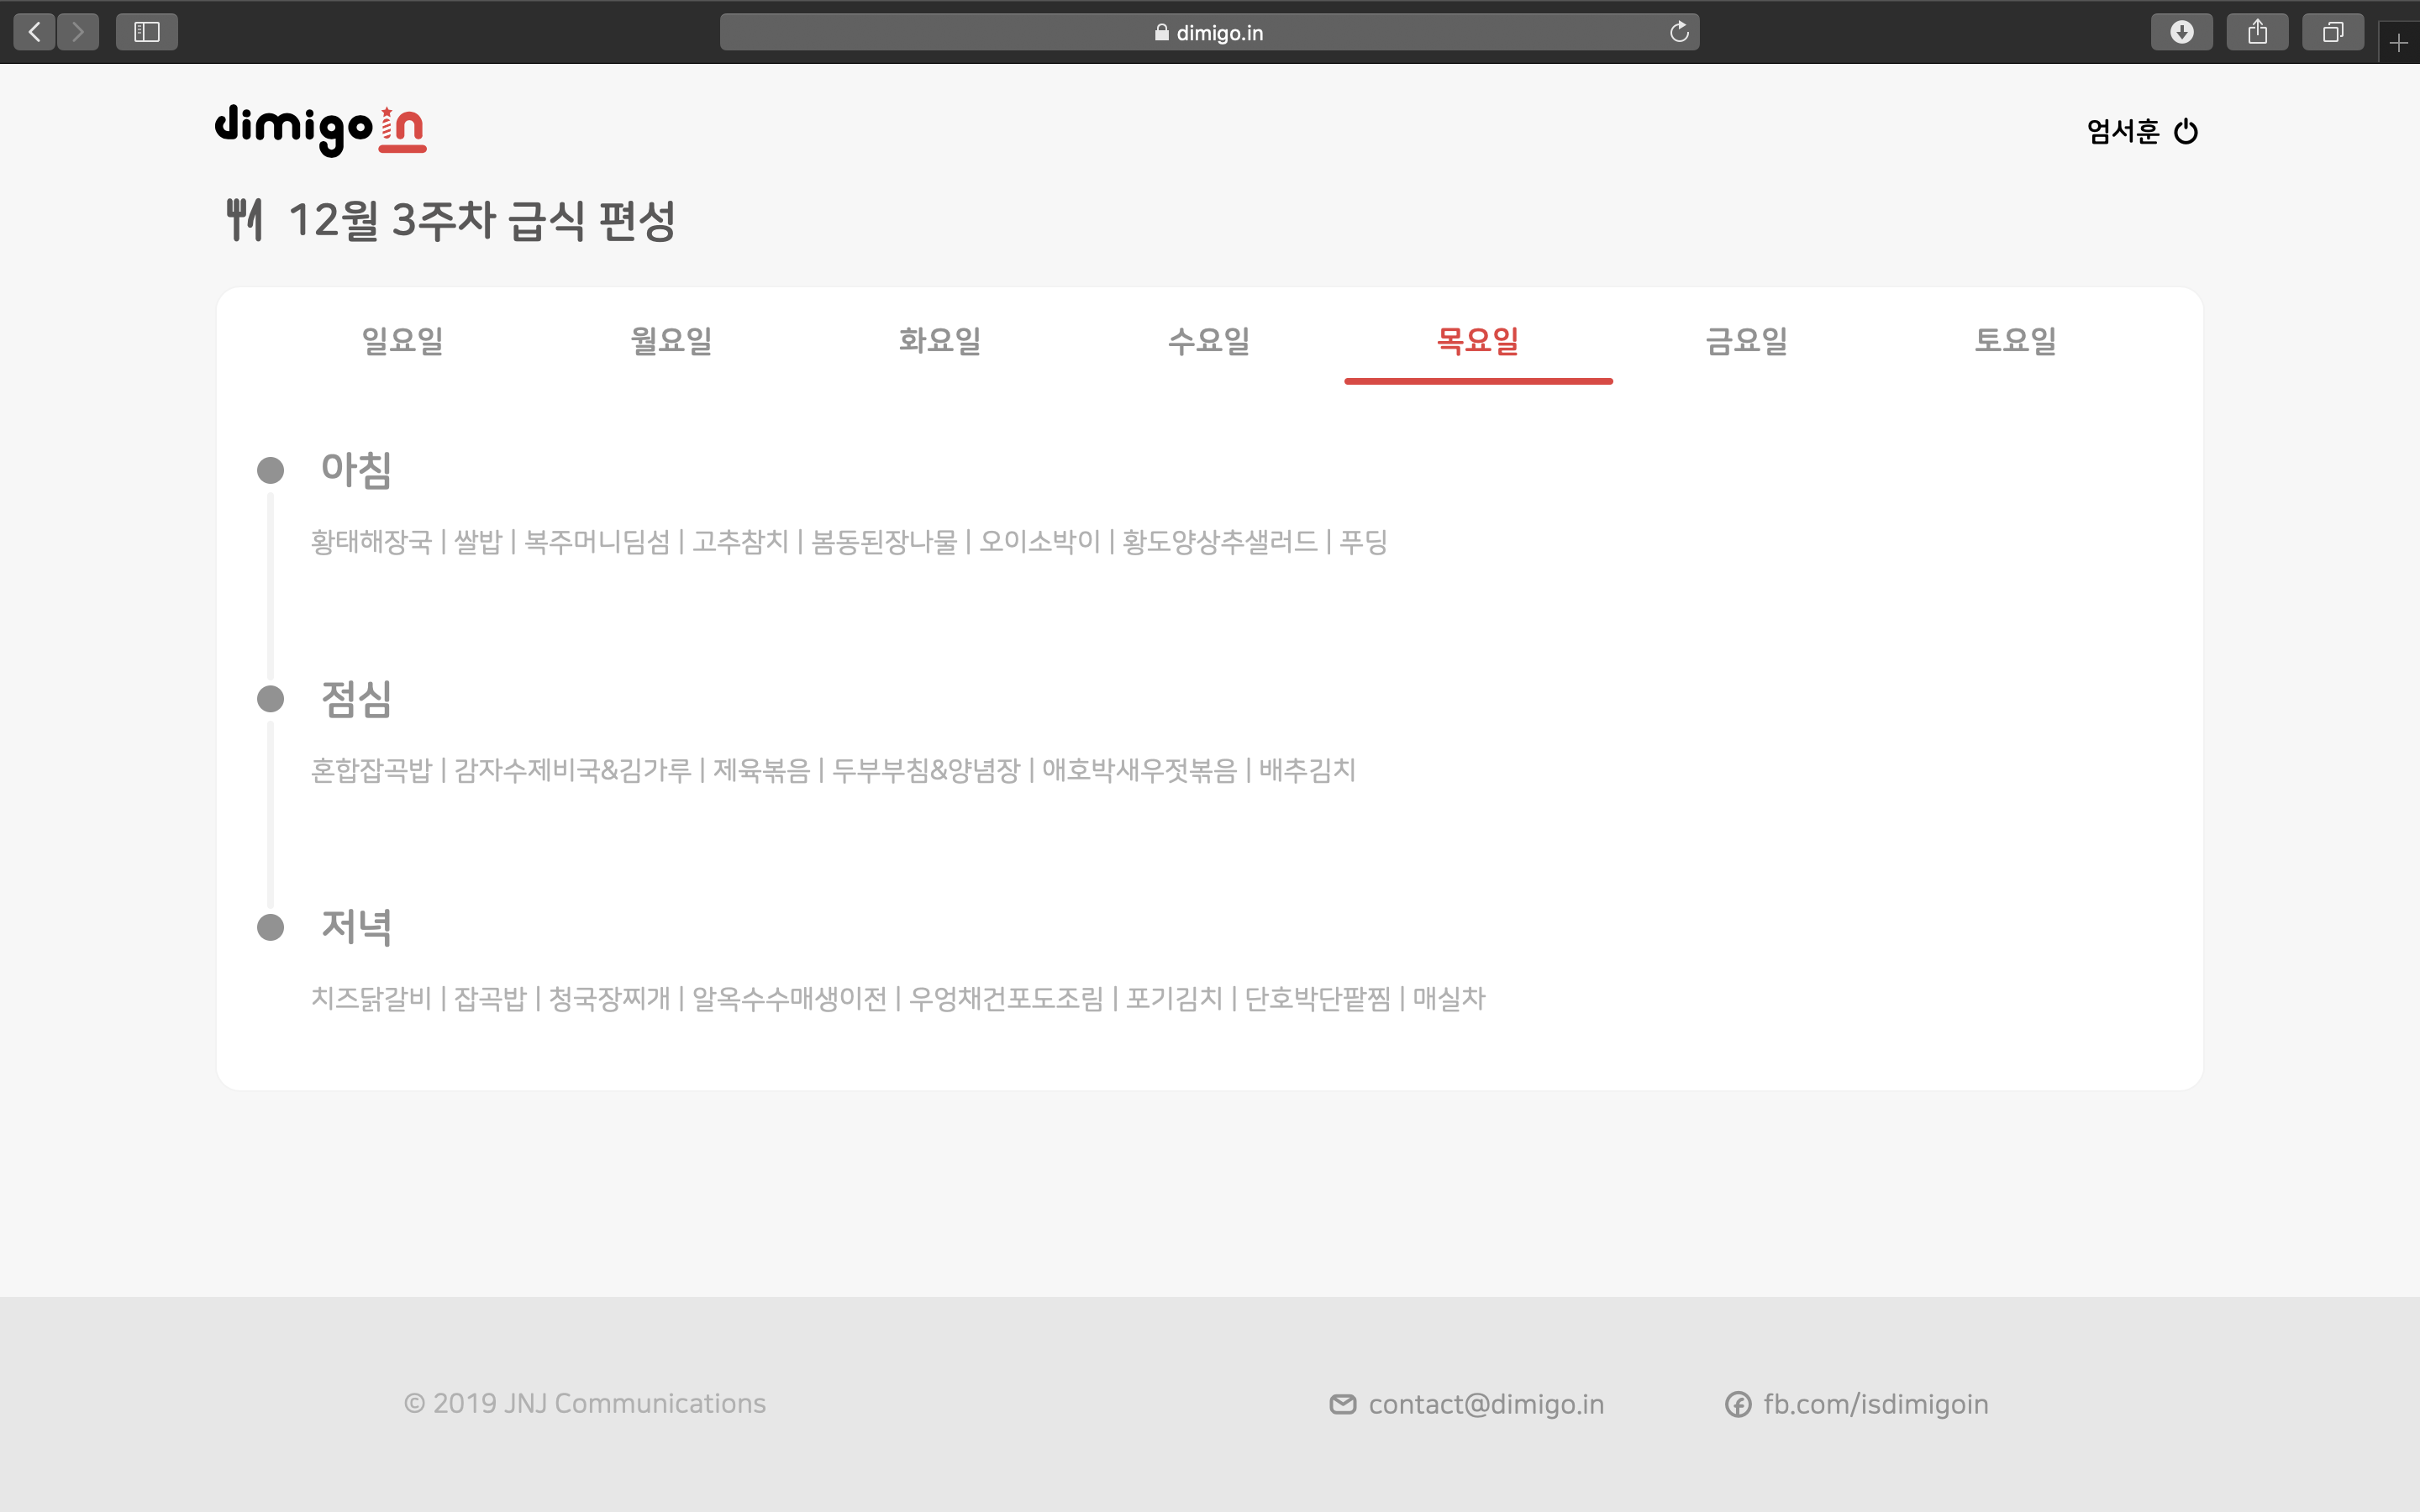 dimigo.in
dimigoin
엄서훈
12월 3주차 급식 편성
일요일 월요일 화요일 수요일 목요일 금요일 토요일
아침
황태해장국 | 쌀밥 | 복주머니딤섬 | 고추참치 | 봄동된장나물 | 오이소박이 | 황도양상추샐러드 | 푸딩
점심
혼합잡곡밥 | 감자수제비국&김가루 | 제육볶음 | 두부부침&양념장 | 애호박새우젓볶음 | 배추김치
저녁
치즈닭갈비 | 잡곡밥 | 청국장찌개 | 알옥수수매생이전 | 우엉채건포도조림 | 포기김치 | 단호박단팥찜 | 매실차
© 2019 JNJ Communications contact@dimigo.in fb.com/isdimigoin